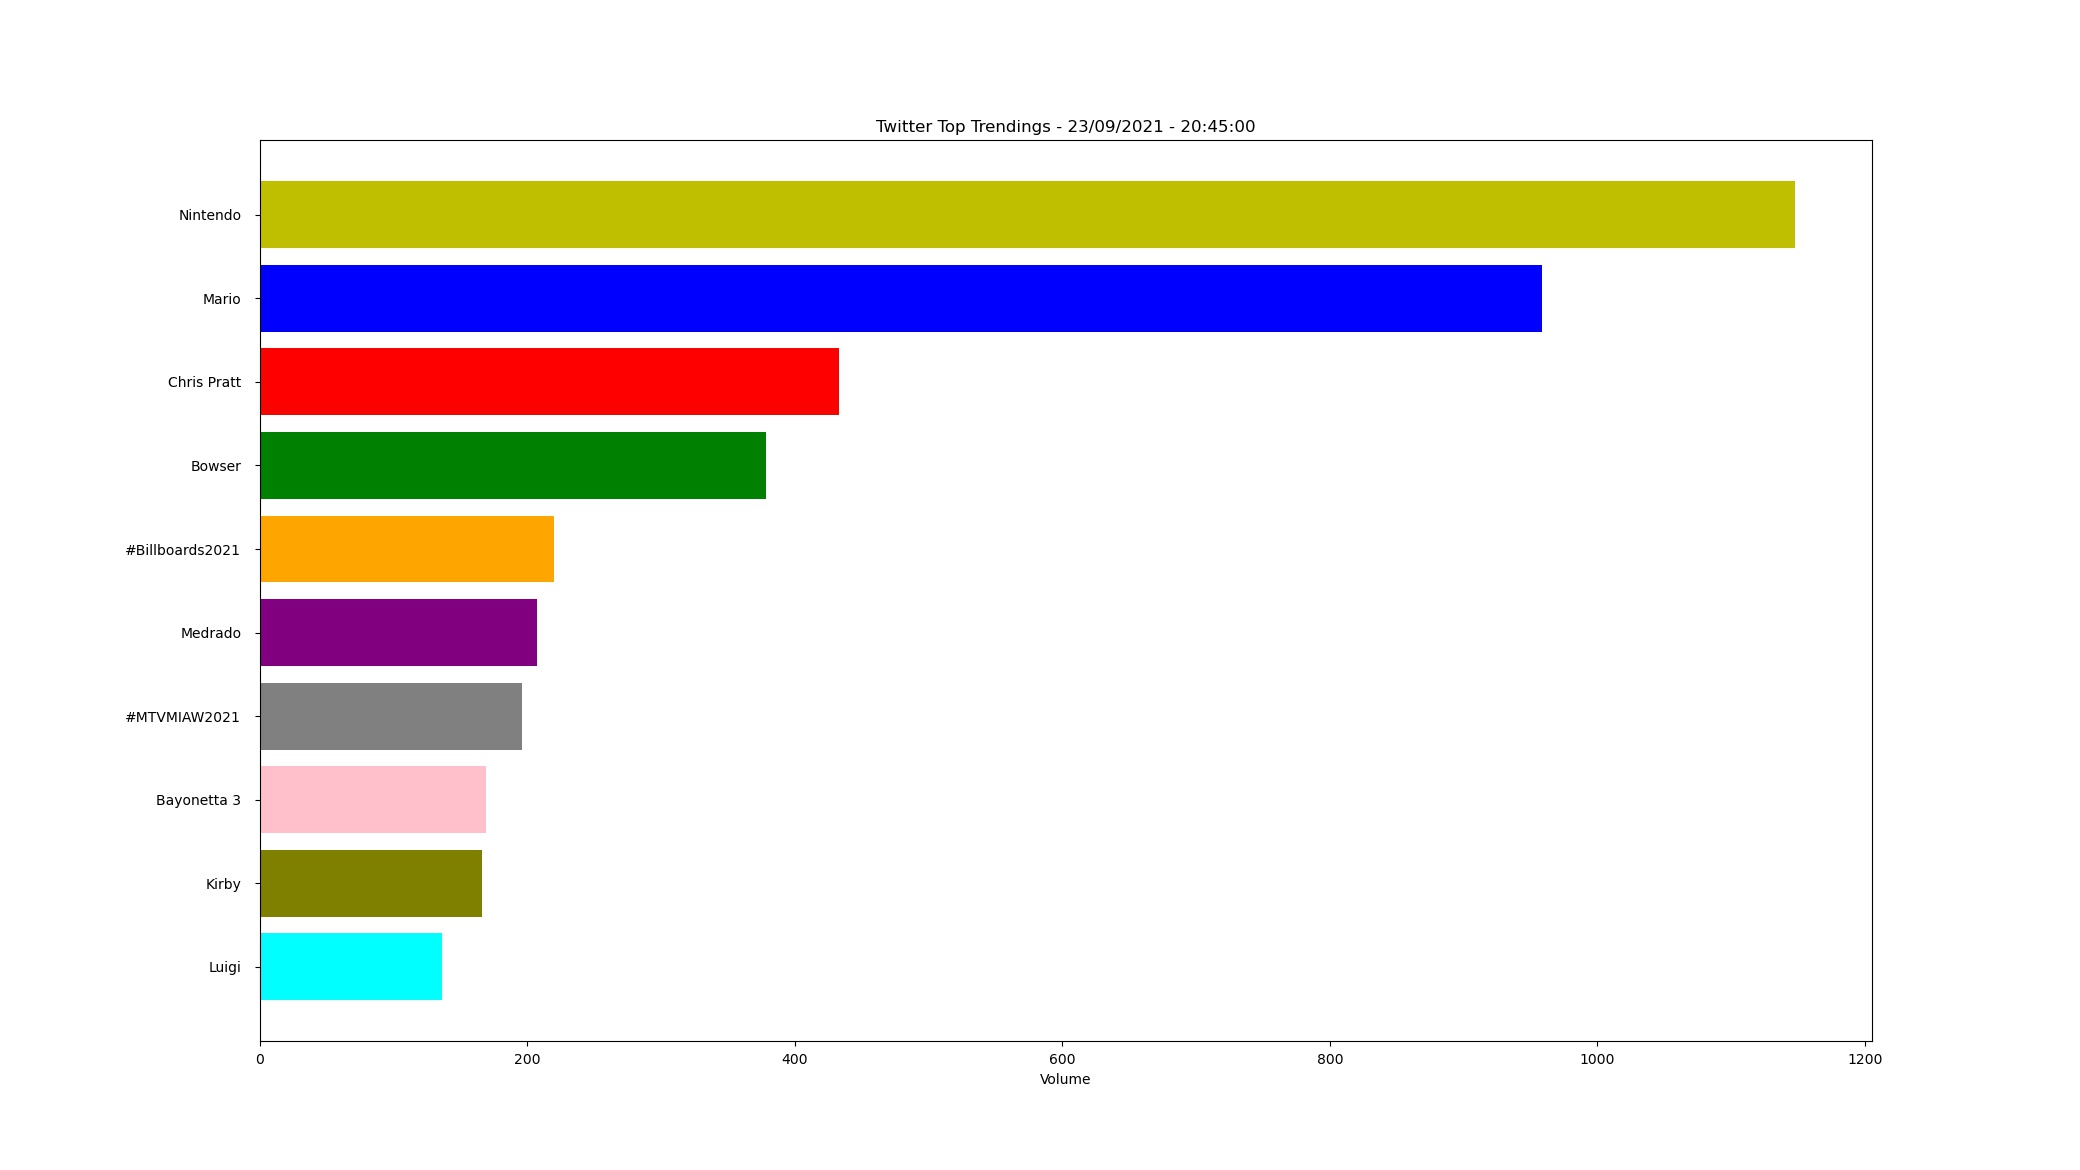 Twitter Top Trendings - 23/09/2021 - 20:45:00
Nintendo
Mario
Chris Pratt
Bowser
#Billboards2021
Medrado
#MTVMIAW2021
Bayonetta 3
Kirby
Luigi
0 200 400 600 800 1000 1200
Volume